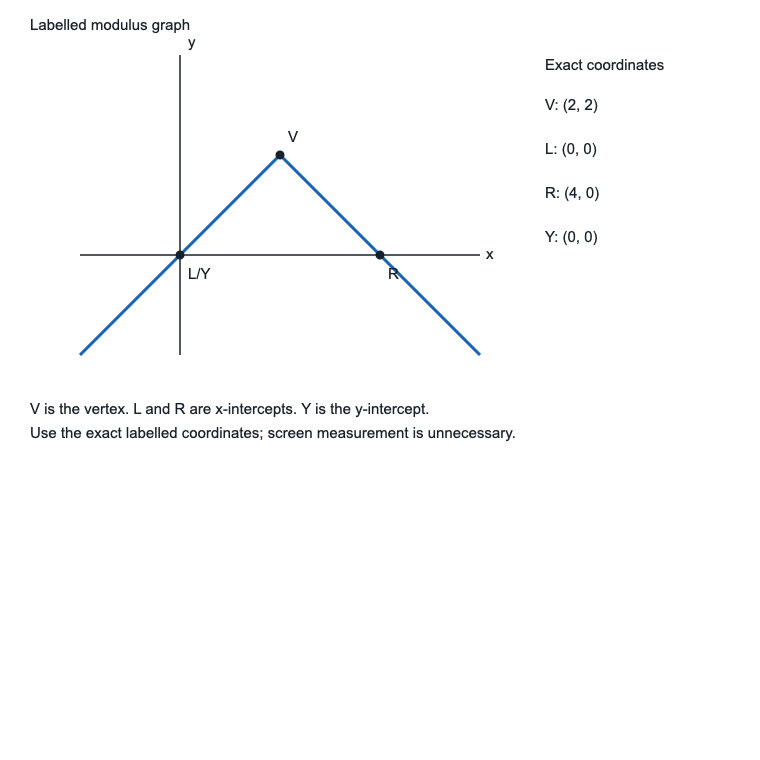 Labelled modulus graph
y
Exact coordinates
V: (2, 2)
V
L: (0, 0)
R: (4, 0)
Y: (0, 0)
x
L/Y
R
V is the vertex. L and R are x-intercepts. Y is the y-intercept.
Use the exact labelled coordinates; screen measurement is unnecessary.